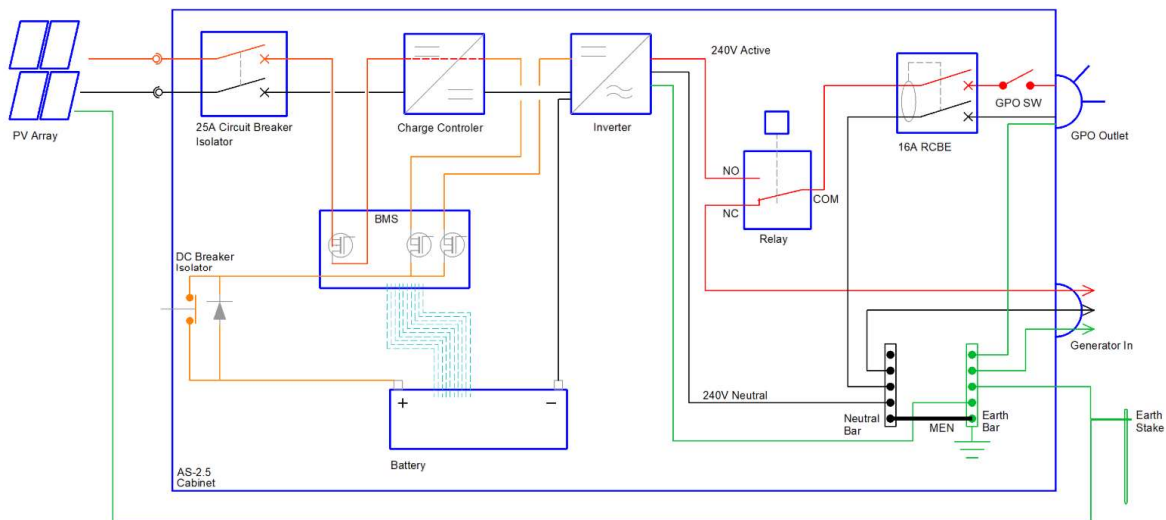 240V Active
PV Array
25A Circuit Breaker
Isolator
Charge Controler
Inverter
GPO SW
GPO Outlet
16A RCBE
NO
NC
COM
Relay
BMS
DC Breaker
Isolator
Generator In
240V Neutral
Neutral
Bar
MEN
Earth
Bar
Earth
Stake
+
−
Battery
AS-2.5
Cabinet